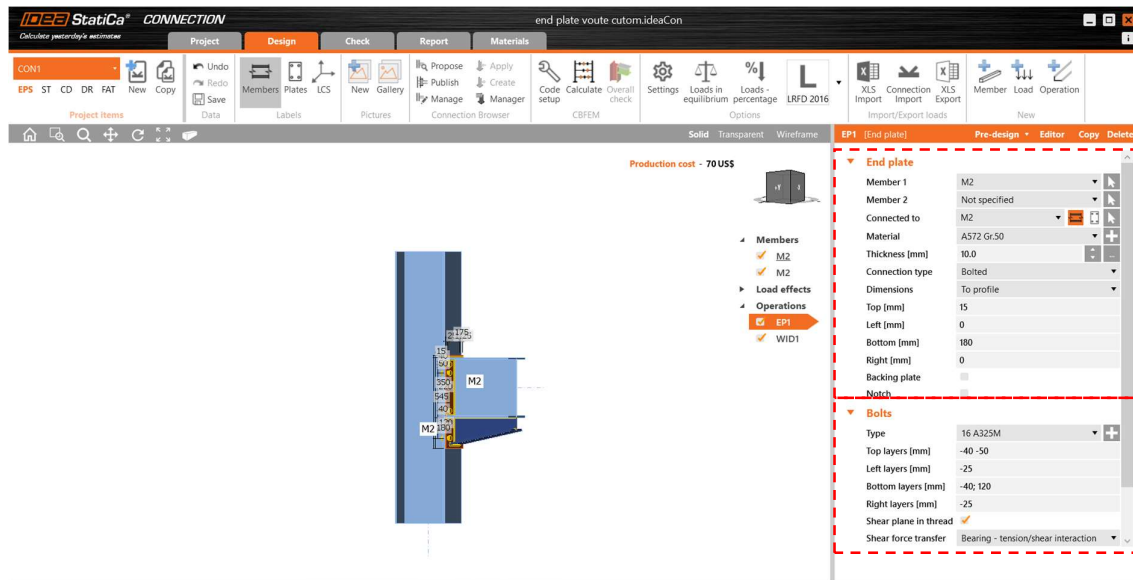 IDEA StatiCa® CONNECTION
end plate voute cutom.ideaCon
Calculate yesterday's estimates
Project Design Check Report Materials
CON1
EPS ST CD DR FAT
New Copy
Project items
Undo
Redo
Save
Data
Members Plates LCS
Labels
New Gallery
Pictures
Propose Apply
Publish Create
Manage Manager
Connection Browser
Code setup Calculate Overall check
CBFEM
Settings Loads in equilibrium Loads - percentage LRFD 2016
Options
XLS Import Connection Import XLS Export
Import/Export loads
Member Load Operation
New
Solid Transparent Wireframe
EP1 [End plate] Pre-design Editor Copy Delete
Production cost - 70 US$
Members
M2
M2
Load effects
Operations
EP1
WID1
175
15
50
350
M2
545
40
M2
180
End plate
Member 1 M2
Member 2 Not specified
Connected to M2
Material A572 Gr.50
Thickness [mm] 10.0
Connection type Bolted
Dimensions To profile
Top [mm] 15
Left [mm] 0
Bottom [mm] 180
Right [mm] 0
Backing plate
Notch
Bolts
Type 16 A325M
Top layers [mm] -40 -50
Left layers [mm] -25
Bottom layers [mm] -40; 120
Right layers [mm] -25
Shear plane in thread
Shear force transfer Bearing - tension/shear interaction